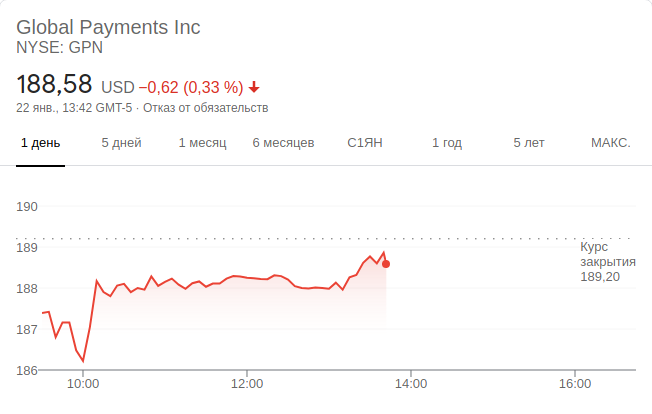 Global Payments Inc
NYSE: GPN
188,58 USD −0,62 (0,33 %)
22 янв., 13:42 GMT-5 · Отказ от обязательств
1 день 5 дней 1 месяц 6 месяцев С1ЯН 1 год 5 лет МАКС.
190
189
Курс
закрытия
189,20
188
187
186
10:00 12:00 14:00 16:00